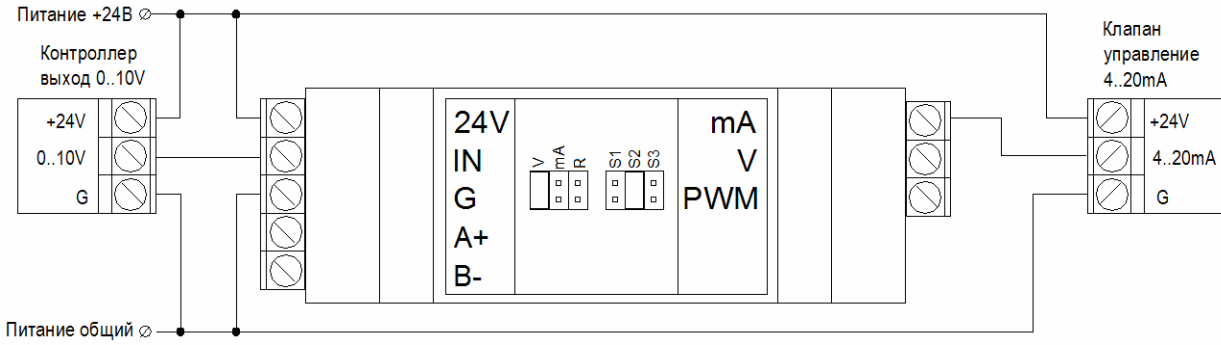 Питание +24В
Контроллер
выход 0..10V
+24V
0..10V
G
24V
IN
G
A+
B-
V
mA
R
S1
S2
S3
mA
V
PWM
Клапан
управление
4..20mA
+24V
4..20mA
G
Питание общий